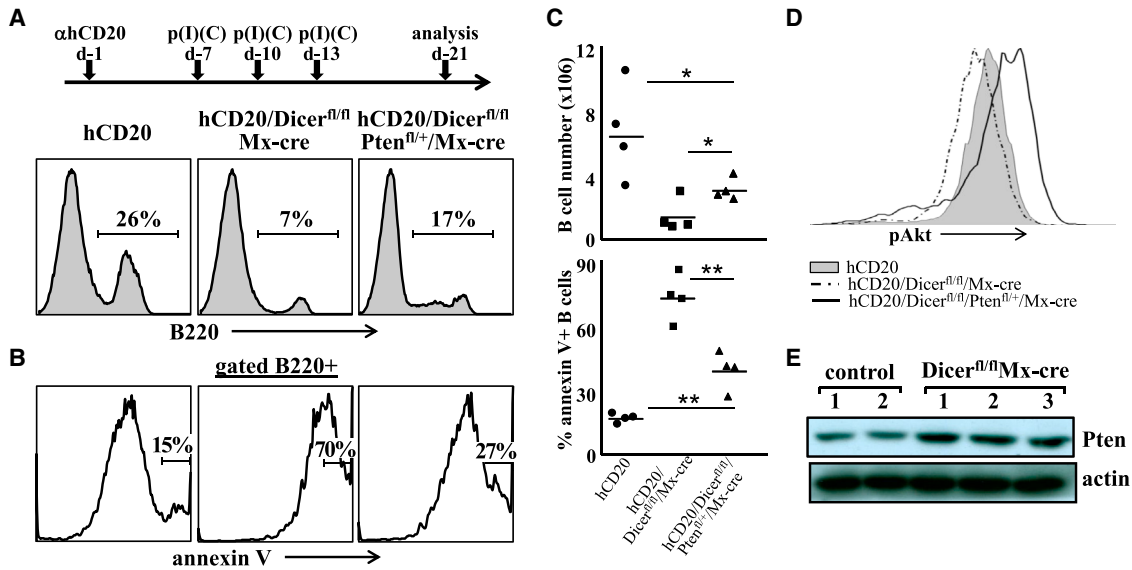 A
αhCD20 p(I)(C) p(I)(C) p(I)(C) analysis
d-1 d-7 d-10 d-13 d-21
hCD20
hCD20/Dicerfl/fl
Mx-cre
hCD20/Dicerfl/fl
Ptenfl/+/Mx-cre
26%
7%
17%
B220
B
gated B220+
15%
70%
27%
annexin V
C
B cell number (x106)
12
8
4
0
*
*
% annexin V+ B cells
90
60
30
0
**
**
hCD20
hCD20/
Dicerfl/fl/Mx-cre
hCD20/Dicerfl/fl/
Ptenfl/+/Mx-cre
D
pAkt
hCD20
hCD20/Dicerfl/fl/Mx-cre
hCD20/Dicerfl/fl/Ptenfl/+/Mx-cre
E
control Dicerfl/flMx-cre
1 2 1 2 3
Pten
actin